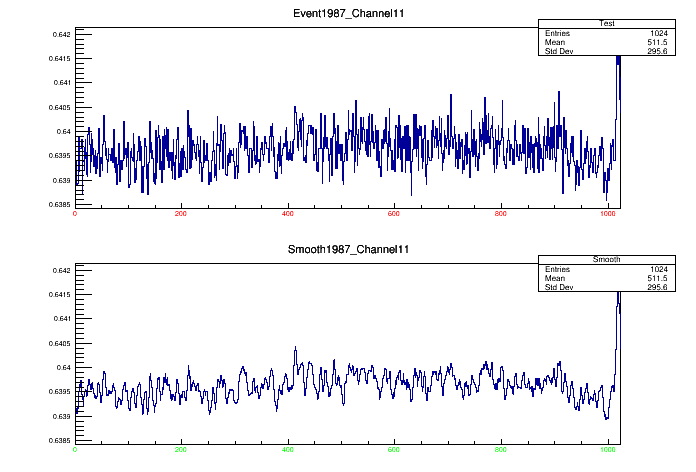 Event1987_Channel11
Test
Entries 1024
Mean 511.5
Std Dev 295.6
0.642
0.6415
0.641
0.6405
0.64
0.6395
0.639
0.6385
0 200 400 600 800 1000
Smooth1987_Channel11
Smooth
Entries 1024
Mean 511.5
Std Dev 295.6
0.642
0.6415
0.641
0.6405
0.64
0.6395
0.639
0.6385
0 200 400 600 800 1000